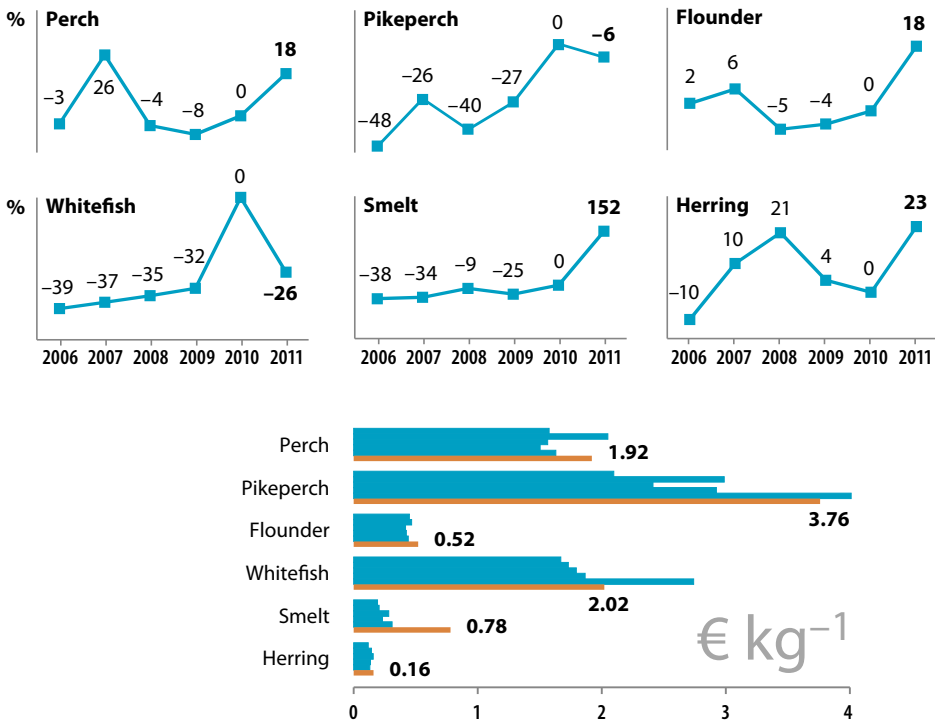 % Perch
−3
26
−4
−8
0
18
Pikeperch
−48
−26
−40
−27
0
−6
Flounder
2
6
−5
−4
0
18
% Whitefish
−39
−37
−35
−32
0
−26
2006 2007 2008 2009 2010 2011
Smelt
−38
−34
−9
−25
0
152
2006 2007 2008 2009 2010 2011
Herring
−10
10
21
4
0
23
2006 2007 2008 2009 2010 2011
Perch 1.92
Pikeperch 3.76
Flounder 0.52
Whitefish 2.02
Smelt 0.78
Herring 0.16
€ kg⁻¹
0 1 2 3 4